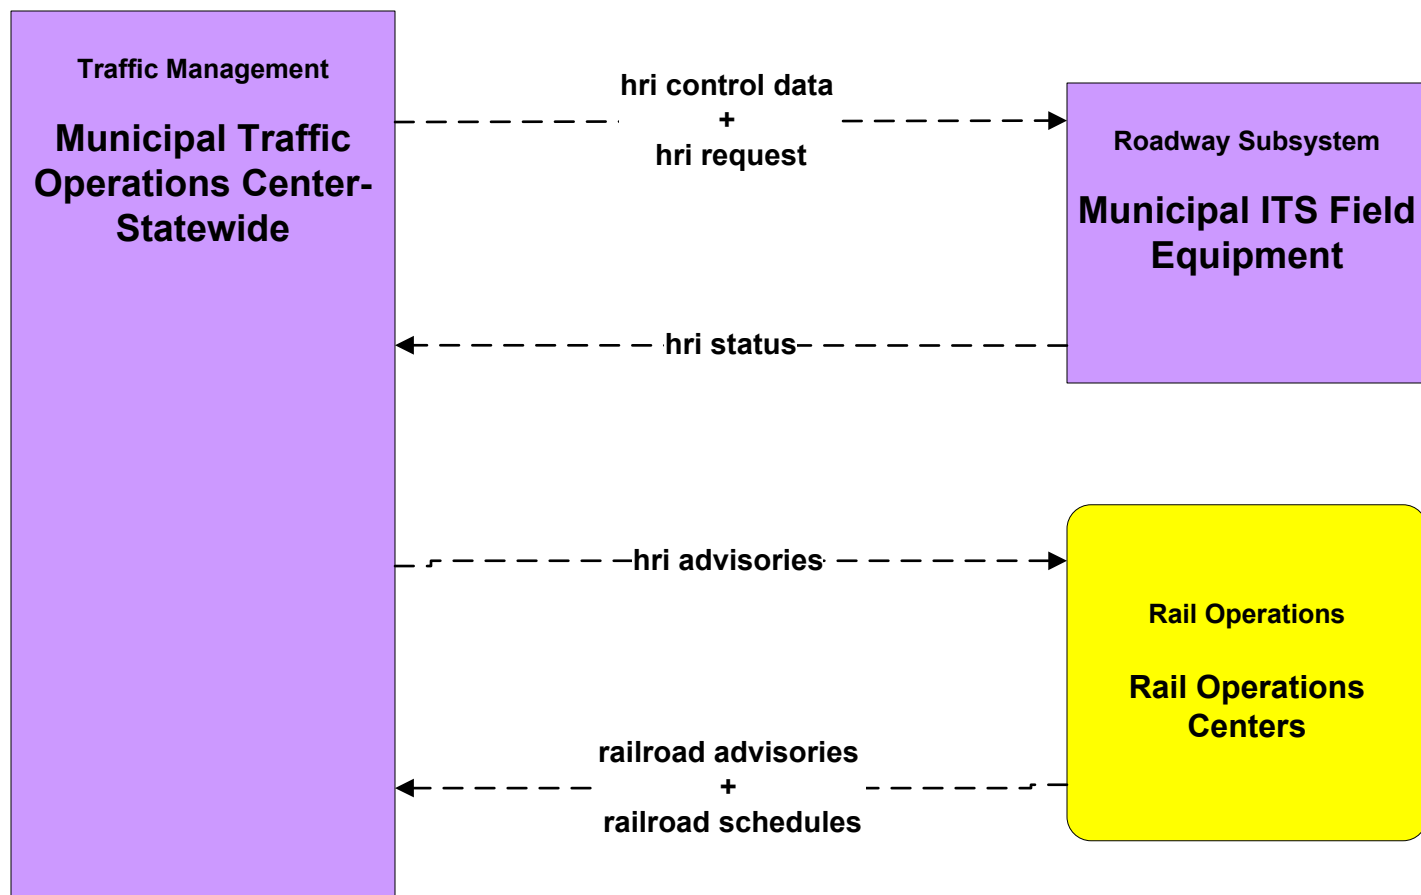 Traffic Management
Municipal Traffic
Operations Center-
Statewide
hri control data
+
hri request
Roadway Subsystem
Municipal ITS Field
Equipment
hri status
hri advisories
Rail Operations
Rail Operations
Centers
railroad advisories
+
railroad schedules